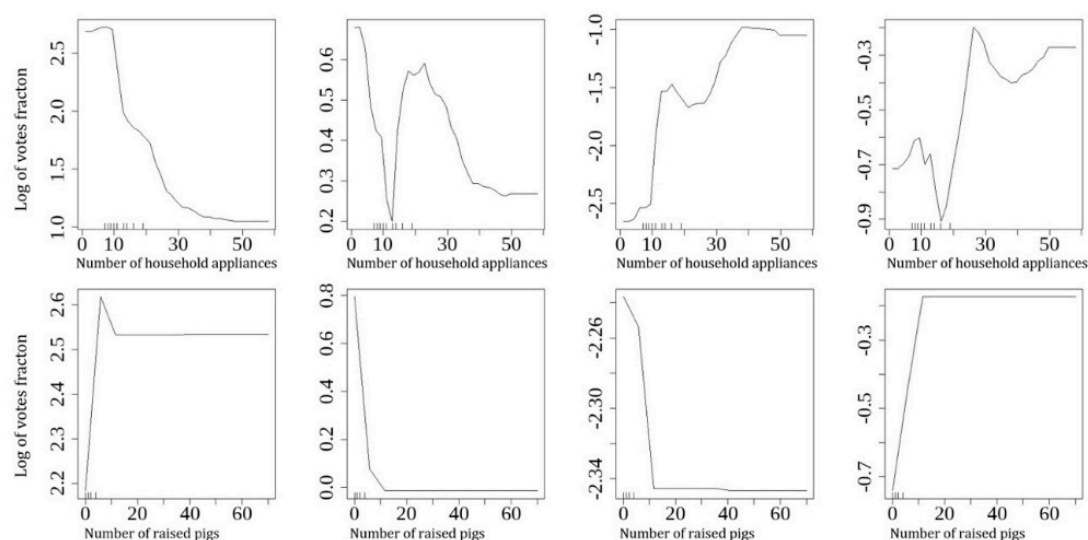 Log of votes fracton
2.5
2.0
1.5
1.0
0 10 30 50
Number of household appliances
0.6
0.5
0.4
0.3
0.2
0 10 30 50
Number of household appliances
-1.0
-1.5
-2.0
-2.5
0 10 30 50
Number of household appliances
-0.3
-0.5
-0.7
-0.9
0 10 30 50
Number of household appliances
Log of votes fracton
2.6
2.5
2.4
2.3
2.2
0 20 40 60
Number of raised pigs
0.8
0.6
0.4
0.2
0.0
0 20 40 60
Number of raised pigs
-2.26
-2.30
-2.34
0 20 40 60
Number of raised pigs
-0.3
-0.5
-0.7
0 20 40 60
Number of raised pigs